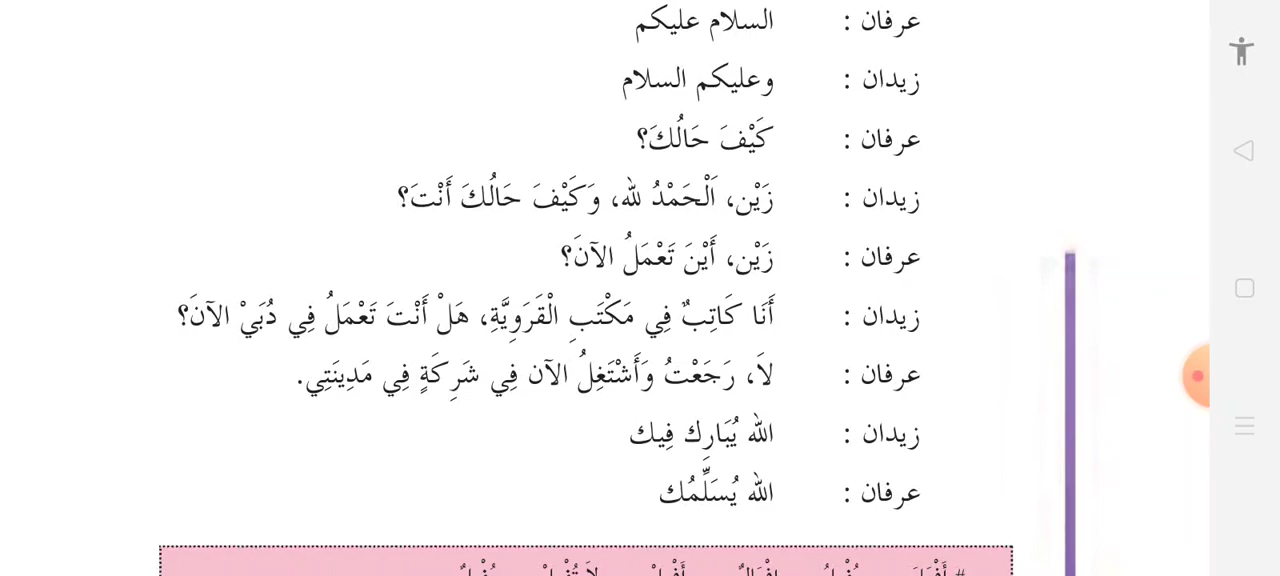 عرفان : السلام عليكم
زيدان : وعليكم السلام
عرفان : كَيْفَ حَالُكَ؟
زيدان : زَيْن، اَلْحَمْدُ لله، وَكَيْفَ حَالُكَ أَنْتَ؟
عرفان : زَيْن، أَيْنَ تَعْمَلُ الآنَ؟
زيدان : أَنَا كَاتِبٌ فِي مَكْتَبِ الْقَرَوِيَّةِ، هَلْ أَنْتَ تَعْمَلُ فِي دُبَيْ الآنَ؟
عرفان : لاَ، رَجَعْتُ وَأَشْتَغِلُ الآن فِي شَرِكَةٍ فِي مَدِينَتِي.
زيدان : الله يُبَارِك فِيك
عرفان : الله يُسَلِّمُك